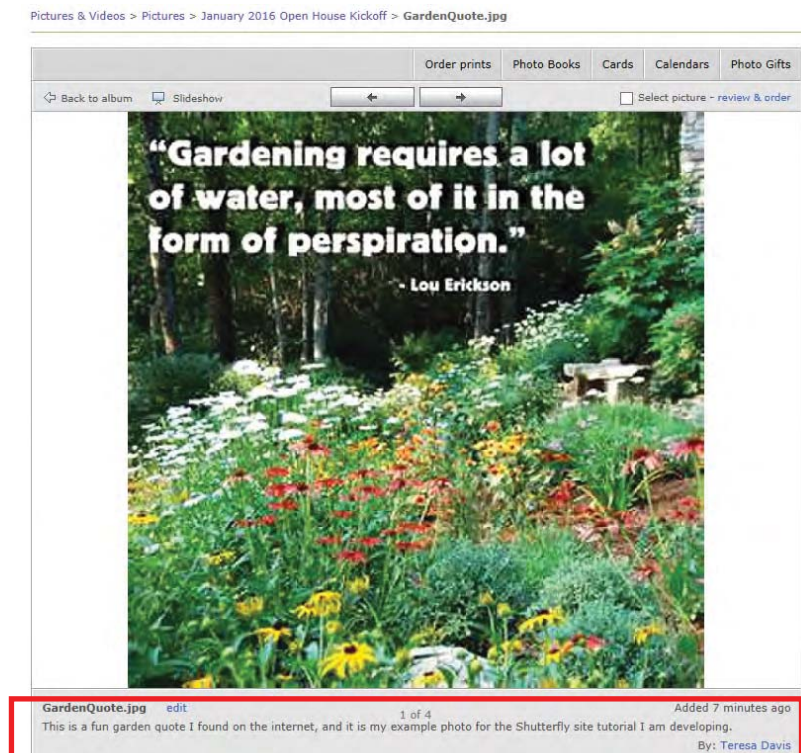 Pictures & Videos > Pictures > January 2016 Open House Kickoff > GardenQuote.jpg
Order prints Photo Books Cards Calendars Photo Gifts
Back to album Slideshow Select picture - review & order
“Gardening requires a lot
of water, most of it in the
form of perspiration.”
- Lou Erickson
GardenQuote.jpg edit 1 of 4 Added 7 minutes ago
This is a fun garden quote I found on the internet, and it is my example photo for the Shutterfly site tutorial I am developing.
By: Teresa Davis